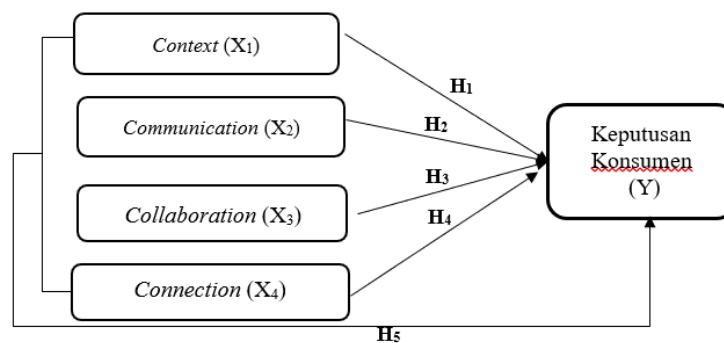 Context (X₁)
H₁
Communication (X₂)
H₂
Keputusan
Konsumen
(Y)
H₃
Collaboration (X₃)
H₄
Connection (X₄)
H₅